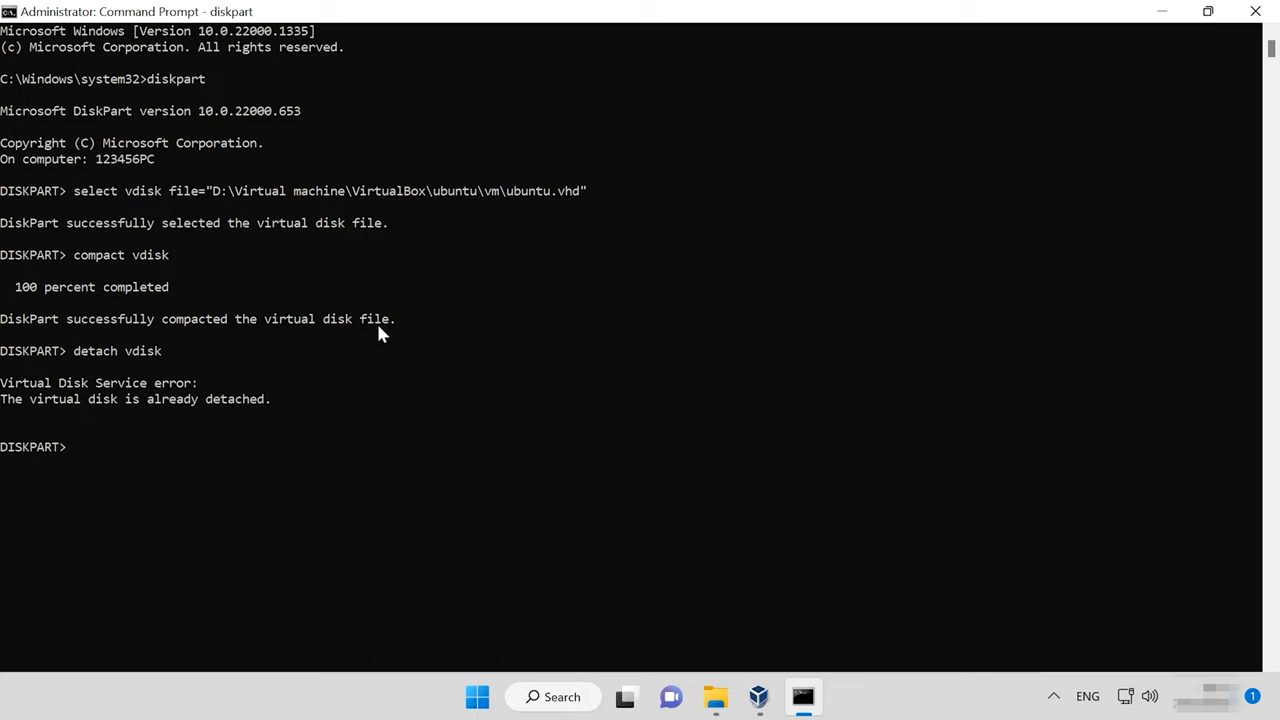 Administrator: Command Prompt - diskpart
Microsoft Windows [Version 10.0.22000.1335]
(c) Microsoft Corporation. All rights reserved.
C:\Windows\system32>diskpart
Microsoft DiskPart version 10.0.22000.653
Copyright (C) Microsoft Corporation.
On computer: 123456PC
DISKPART> select vdisk file="D:\Virtual machine\VirtualBox\ubuntu\vm\ubuntu.vhd"
DiskPart successfully selected the virtual disk file.
DISKPART> compact vdisk
100 percent completed
DiskPart successfully compacted the virtual disk file.
DISKPART> detach vdisk
Virtual Disk Service error:
The virtual disk is already detached.
DISKPART>
Search
ENG
1